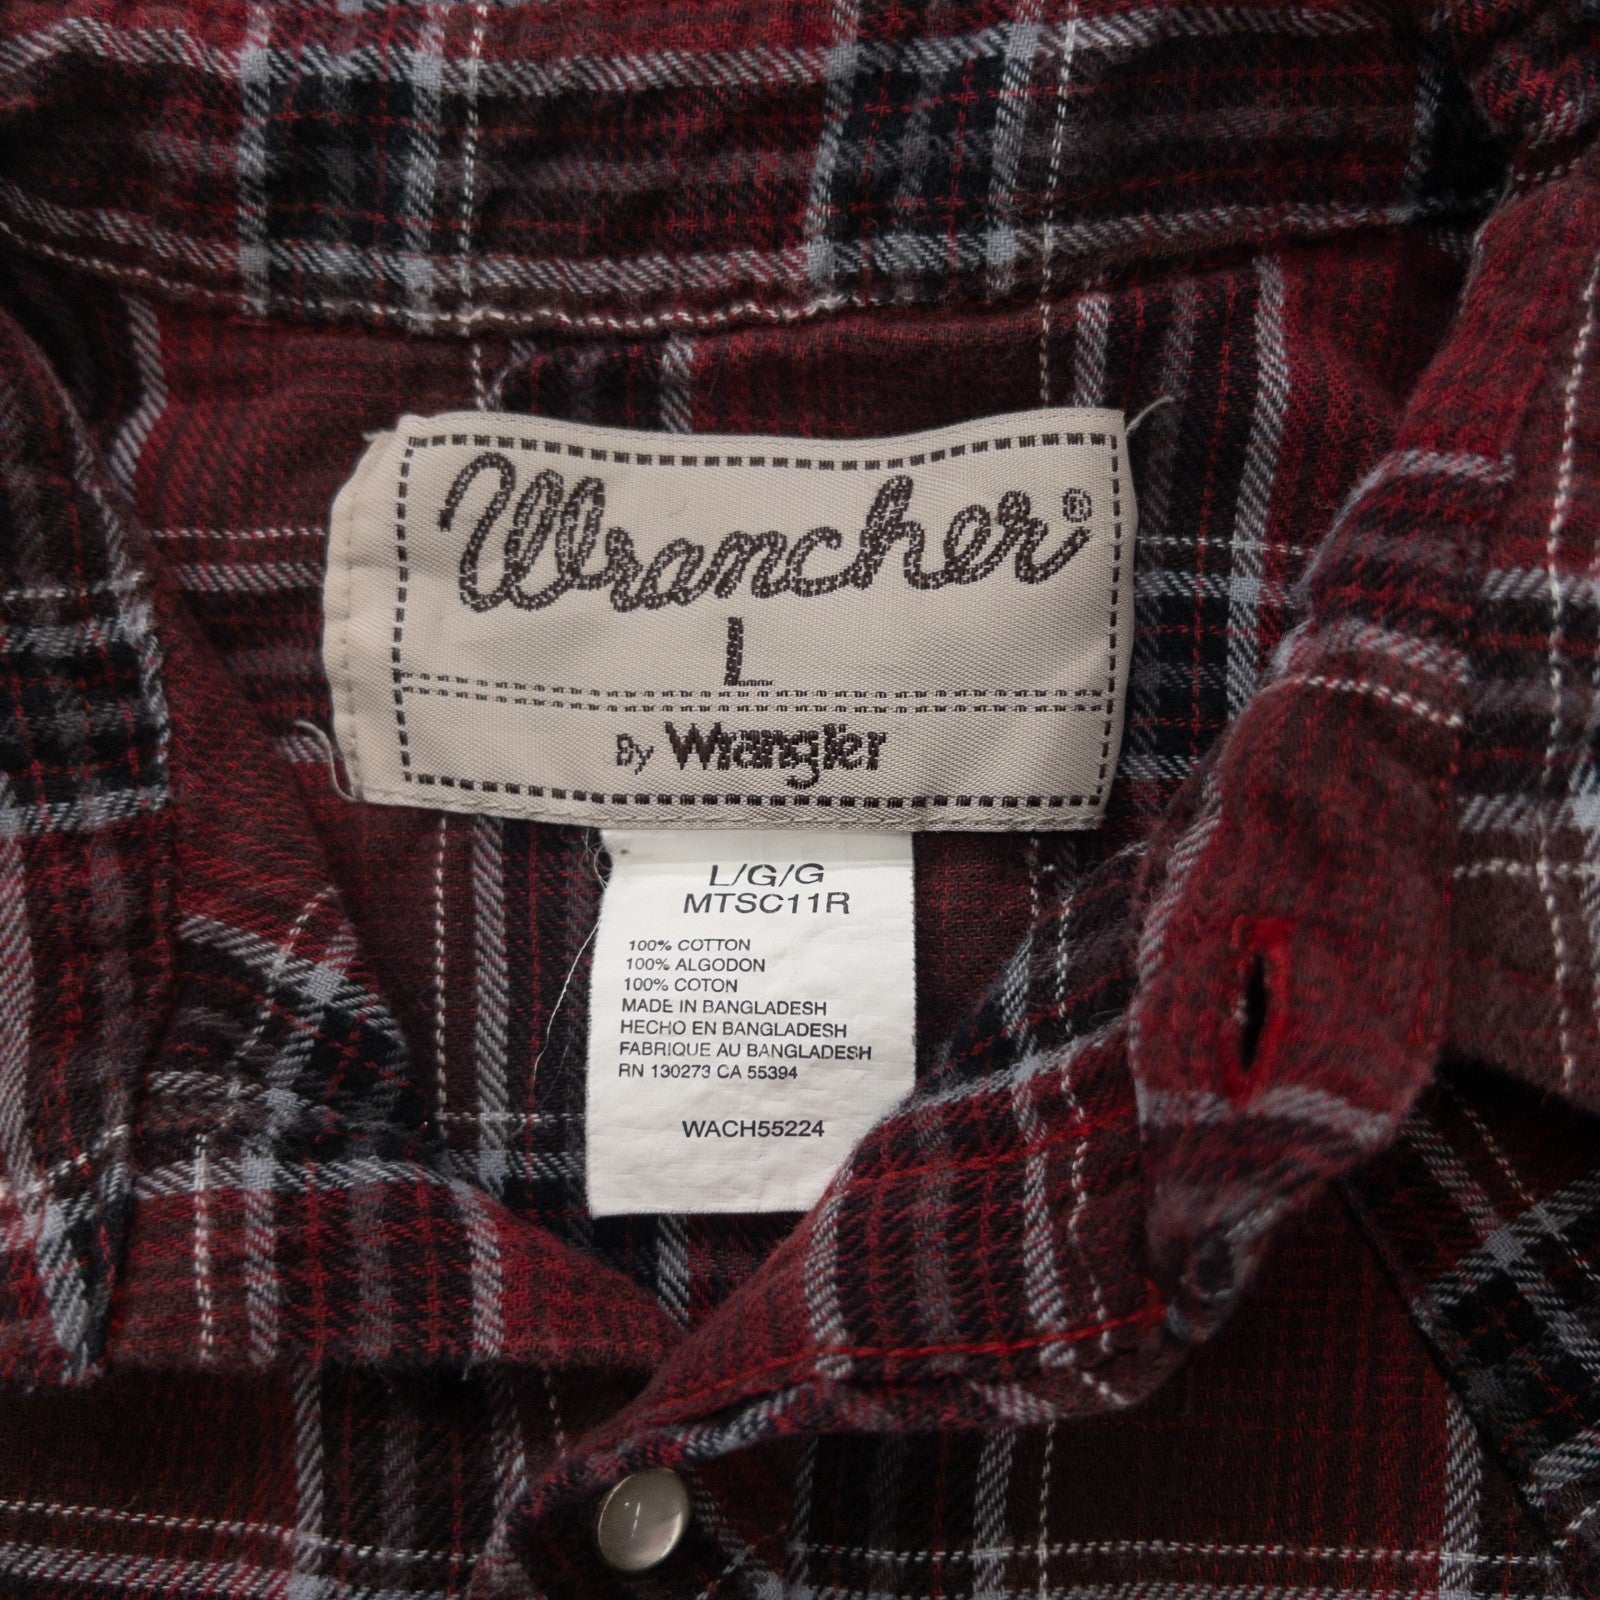 Wrancher®
L
By Wrangler
L/G/G
MTSC11R
100% COTTON
100% ALGODON
100% COTON
MADE IN BANGLADESH
HECHO EN BANGLADESH
FABRIQUE AU BANGLADESH
RN 130273 CA 55394
WACH55224